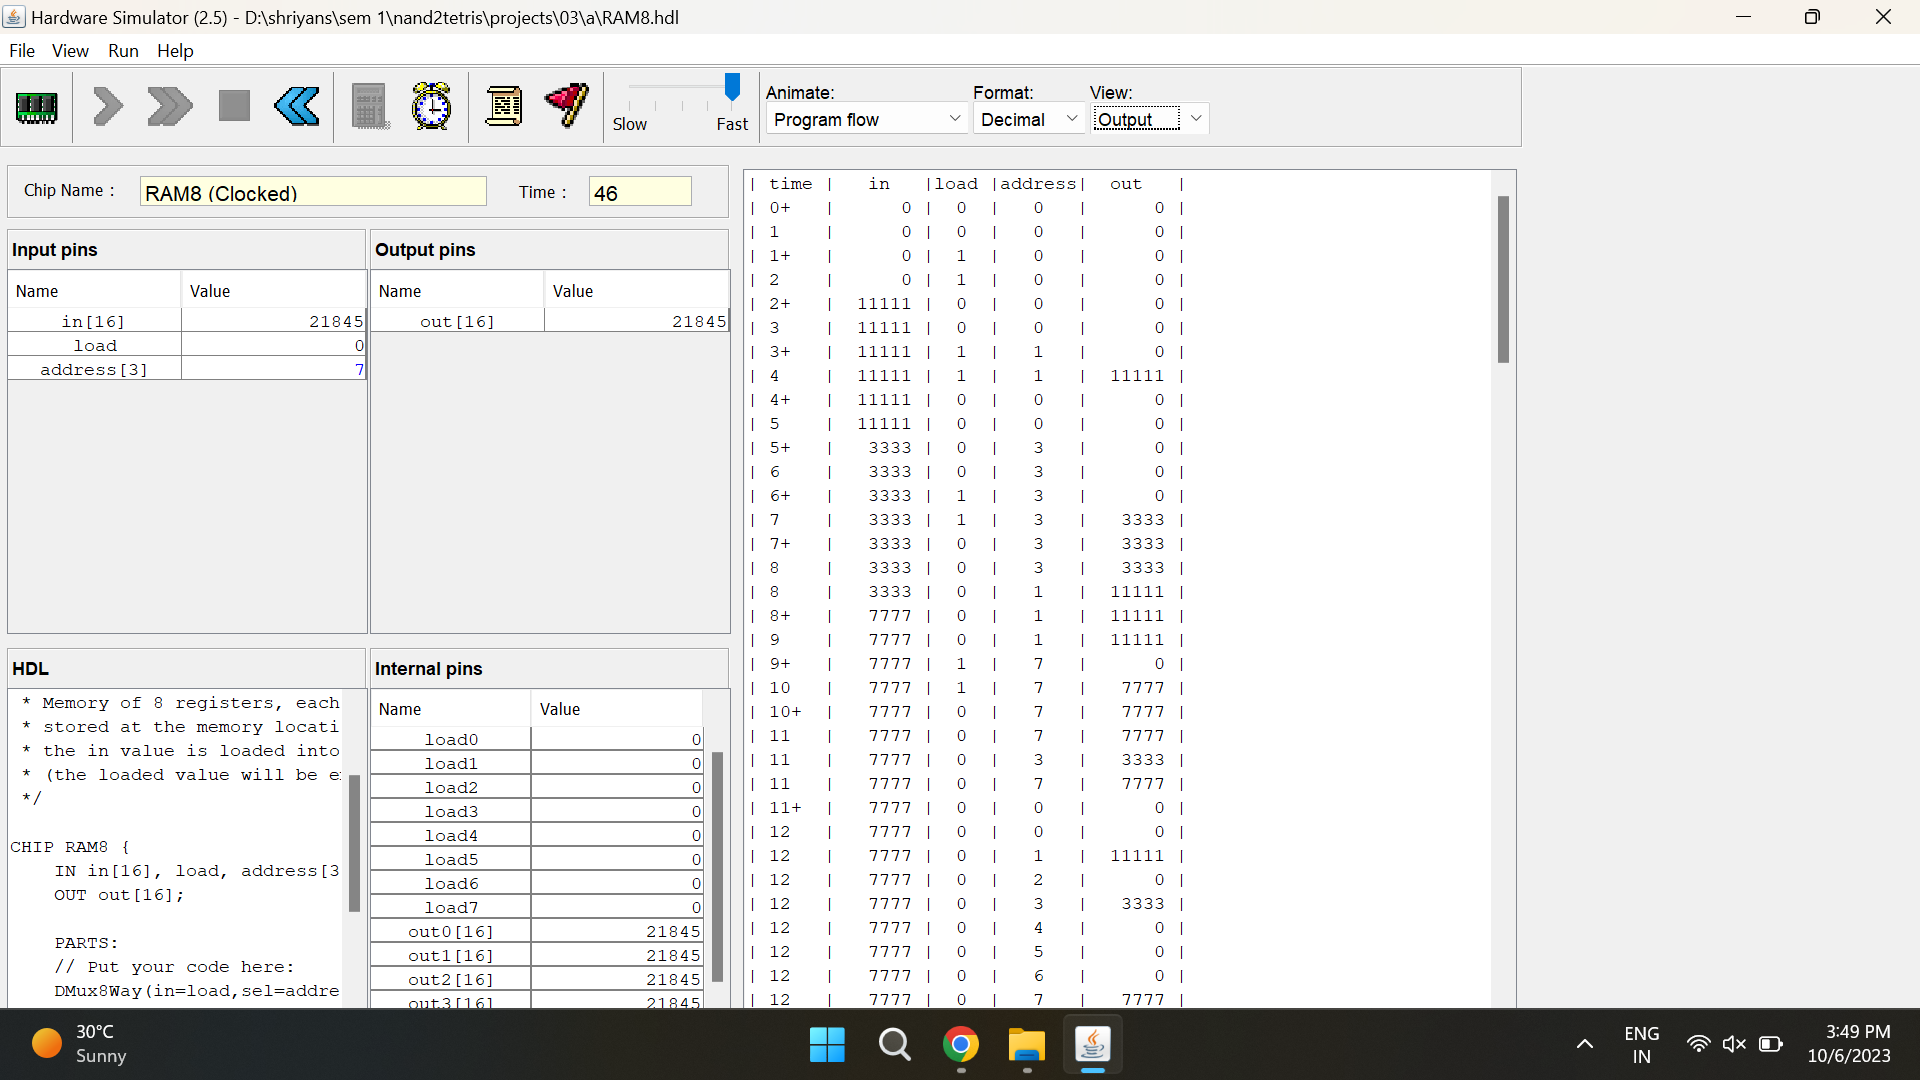 Hardware Simulator (2.5) - D:\shriyans\sem 1\nand2tetris\projects\03\a\RAM8.hdl
File View Run Help
Slow Fast
Animate: Format: View:
Program flow Decimal Output
Chip Name : RAM8 (Clocked) Time : 46
Input pins
Name Value
in[16] 21845
load 0
address[3] 7
Output pins
Name Value
out[16] 21845
HDL
* Memory of 8 registers, each
* stored at the memory locati
* the in value is loaded into
* (the loaded value will be e
*/
CHIP RAM8 {
IN in[16], load, address[3
OUT out[16];
PARTS:
// Put your code here:
DMux8Way(in=load,sel=addre
Internal pins
Name Value
load0 0
load1 0
load2 0
load3 0
load4 0
load5 0
load6 0
load7 0
out0[16] 21845
out1[16] 21845
out2[16] 21845
out3[16] 21845
| time | in |load |address| out |
| 0+ | 0 | 0 | 0 | 0 |
| 1 | 0 | 0 | 0 | 0 |
| 1+ | 0 | 1 | 0 | 0 |
| 2 | 0 | 1 | 0 | 0 |
| 2+ | 11111 | 0 | 0 | 0 |
| 3 | 11111 | 0 | 0 | 0 |
| 3+ | 11111 | 1 | 1 | 0 |
| 4 | 11111 | 1 | 1 | 11111 |
| 4+ | 11111 | 0 | 0 | 0 |
| 5 | 11111 | 0 | 0 | 0 |
| 5+ | 3333 | 0 | 3 | 0 |
| 6 | 3333 | 0 | 3 | 0 |
| 6+ | 3333 | 1 | 3 | 0 |
| 7 | 3333 | 1 | 3 | 3333 |
| 7+ | 3333 | 0 | 3 | 3333 |
| 8 | 3333 | 0 | 3 | 3333 |
| 8 | 3333 | 0 | 1 | 11111 |
| 8+ | 7777 | 0 | 1 | 11111 |
| 9 | 7777 | 0 | 1 | 11111 |
| 9+ | 7777 | 1 | 7 | 0 |
| 10 | 7777 | 1 | 7 | 7777 |
| 10+ | 7777 | 0 | 7 | 7777 |
| 11 | 7777 | 0 | 7 | 7777 |
| 11 | 7777 | 0 | 3 | 3333 |
| 11 | 7777 | 0 | 7 | 7777 |
| 11+ | 7777 | 0 | 0 | 0 |
| 12 | 7777 | 0 | 0 | 0 |
| 12 | 7777 | 0 | 1 | 11111 |
| 12 | 7777 | 0 | 2 | 0 |
| 12 | 7777 | 0 | 3 | 3333 |
| 12 | 7777 | 0 | 4 | 0 |
| 12 | 7777 | 0 | 5 | 0 |
| 12 | 7777 | 0 | 6 | 0 |
| 12 | 7777 | 0 | 7 | 7777 |
30°C
Sunny
ENG
IN
3:49 PM
10/6/2023